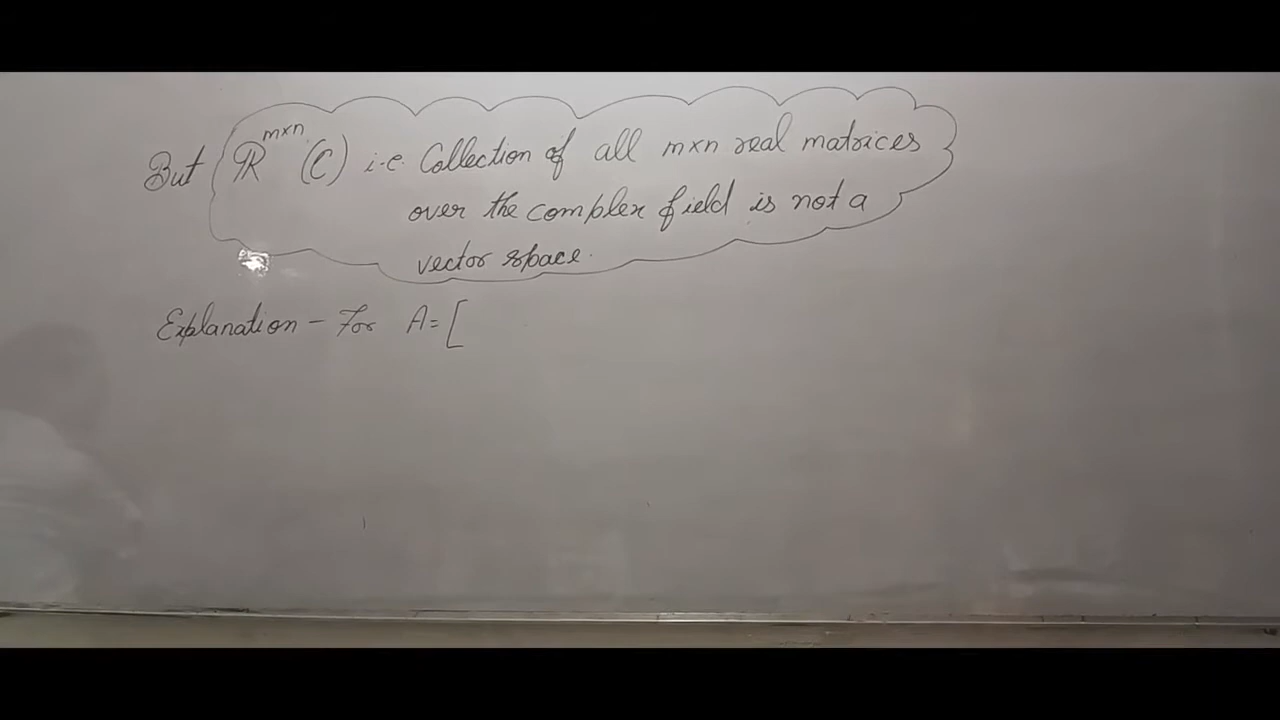 But ℝ^{m×n}(C) i.e. Collection of all m×n real matrices
over the complex field is not a
vector space.
Explanation – For A = [